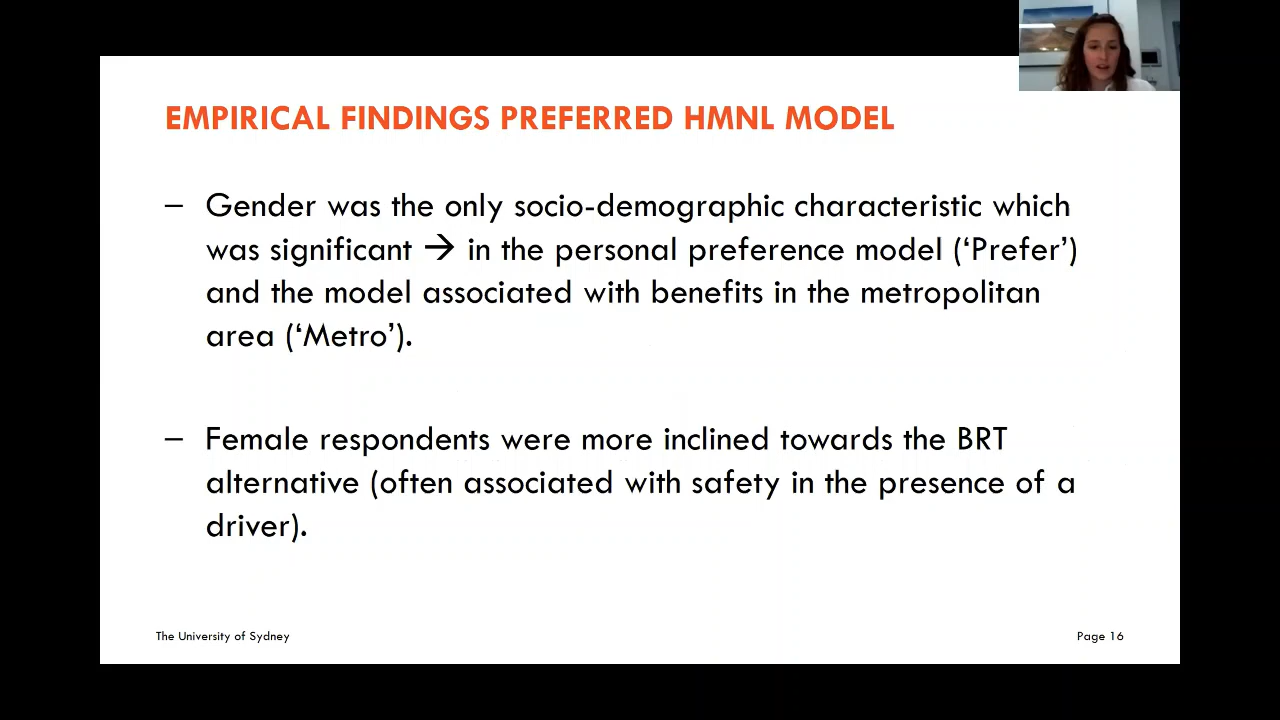 EMPIRICAL FINDINGS PREFERRED HMNL MODEL
– Gender was the only socio-demographic characteristic which
was significant → in the personal preference model (‘Prefer’)
and the model associated with benefits in the metropolitan
area (‘Metro’).
– Female respondents were more inclined towards the BRT
alternative (often associated with safety in the presence of a
driver).
The University of Sydney
Page 16